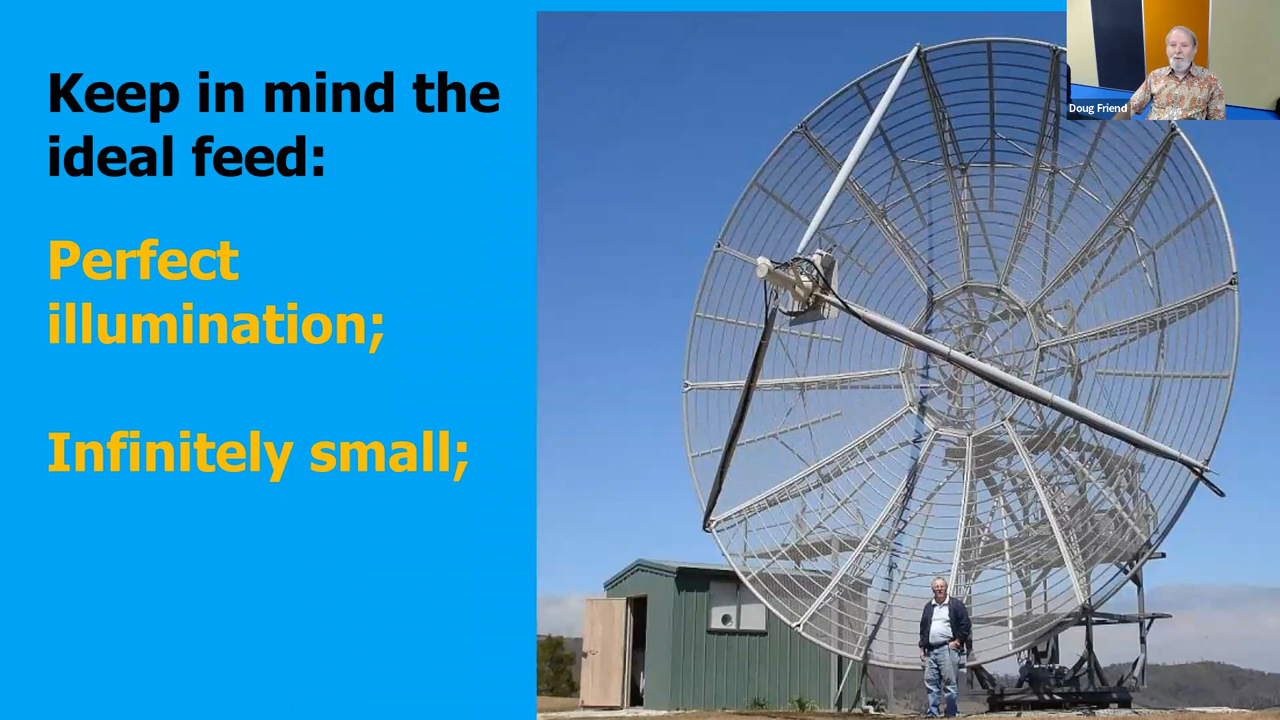 Keep in mind the
ideal feed:
Perfect
illumination;
Infinitely small;
Doug Friend